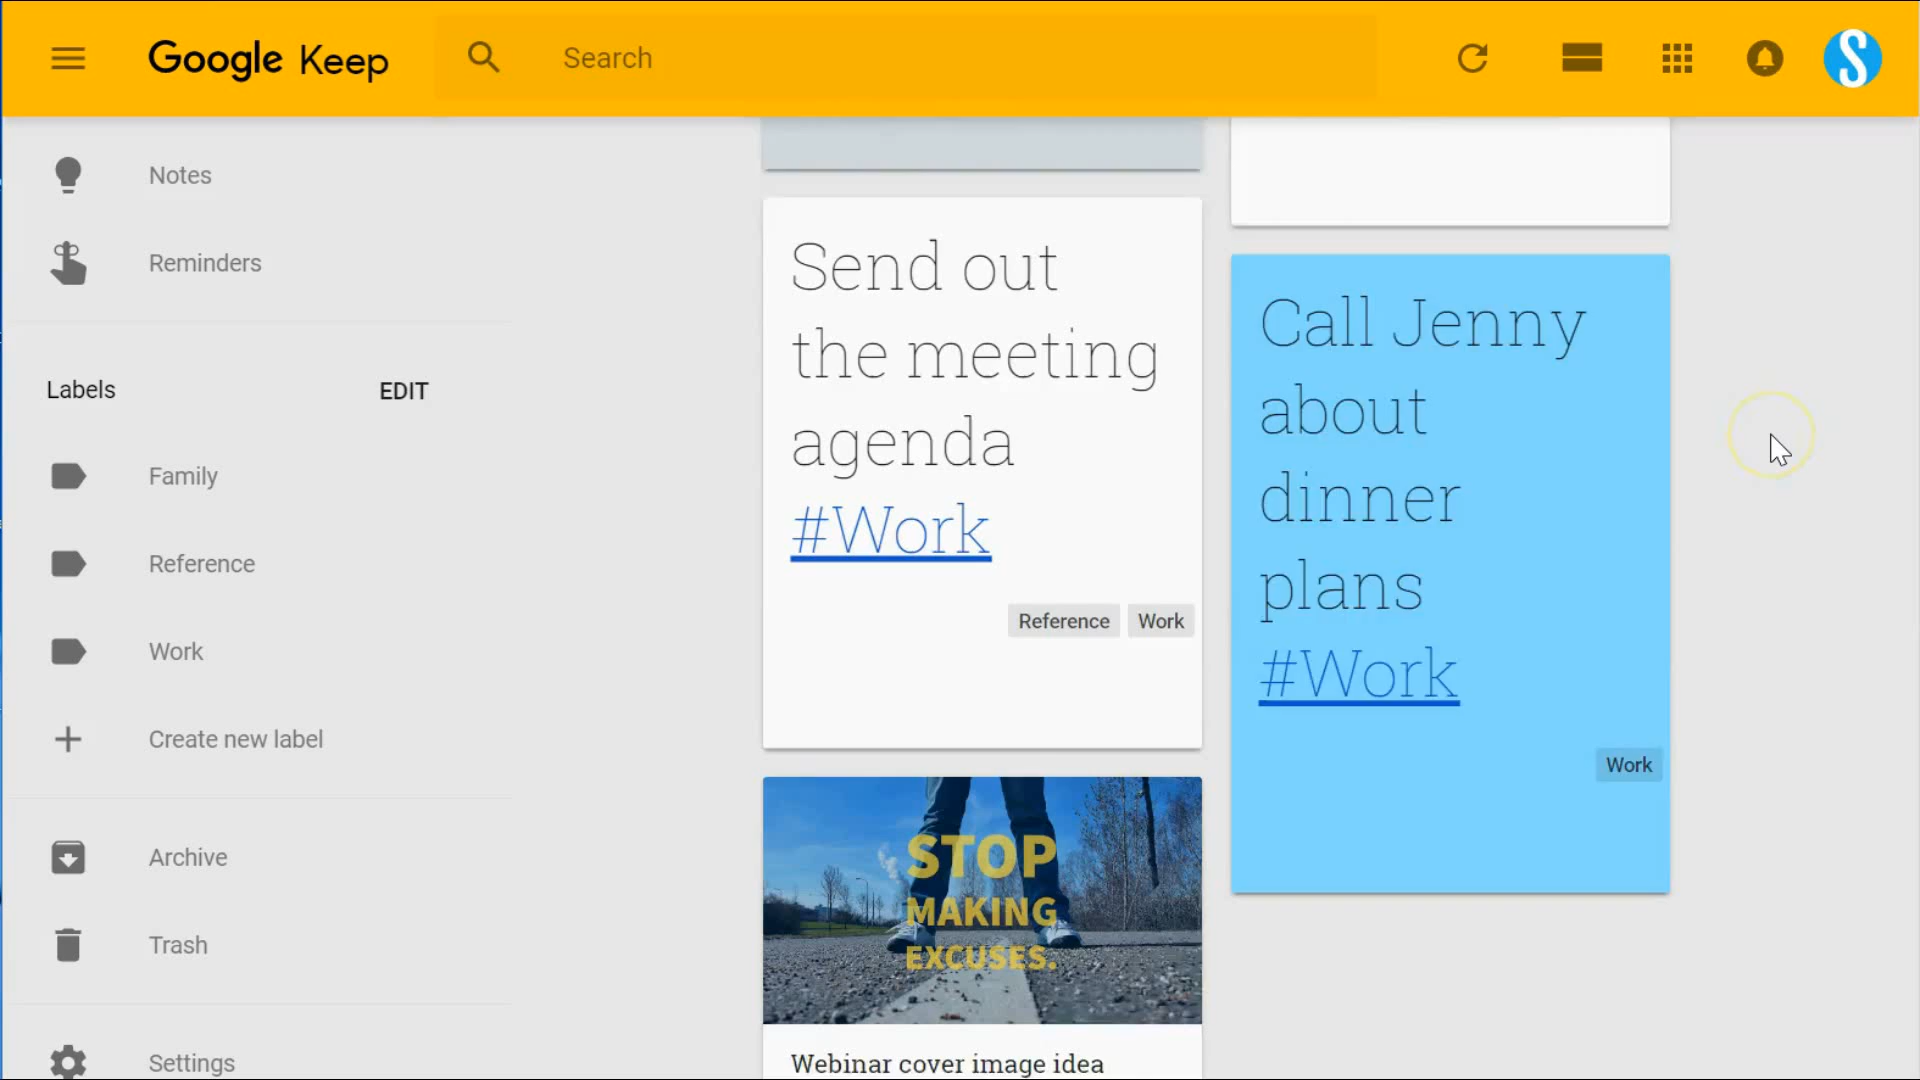 Google Keep
Search
Notes
Reminders
Labels
EDIT
Family
Reference
Work
Create new label
Archive
Trash
Settings
Send out
the meeting
agenda
#Work
Reference
Work
STOP
MAKING
EXCUSES.
Webinar cover image idea
Call Jenny
about
dinner
plans
#Work
Work
S